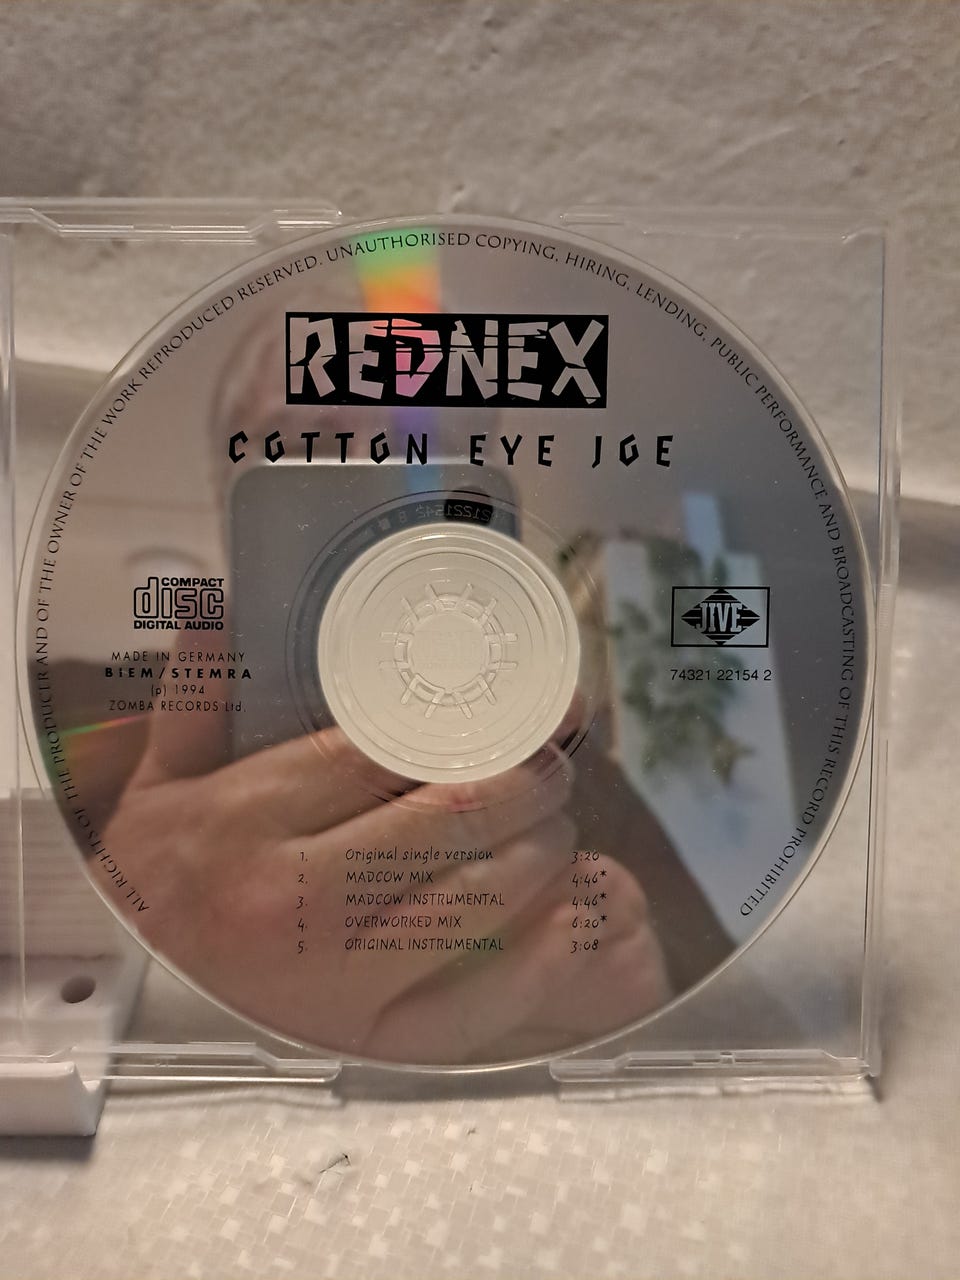 ALL RIGHTS OF THE PRODUCER AND OF THE OWNER OF THE WORK REPRODUCED RESERVED. UNAUTHORISED COPYING, HIRING, LENDING, PUBLIC PERFORMANCE AND BROADCASTING OF THIS RECORD PROHIBITED
REDNEX
COTTON EYE JOE
COMPACT
disc
DIGITAL AUDIO
MADE IN GERMANY
BIEM/STEMRA
(p) 1994
ZOMBA RECORDS Ltd.
JIVE
74321 22154 2
1. Original single version 3:20
2. MADCOW MIX 4:46*
3. MADCOW INSTRUMENTAL 4:46*
4. OVERWORKED MIX 6:20*
5. ORIGINAL INSTRUMENTAL 3:08